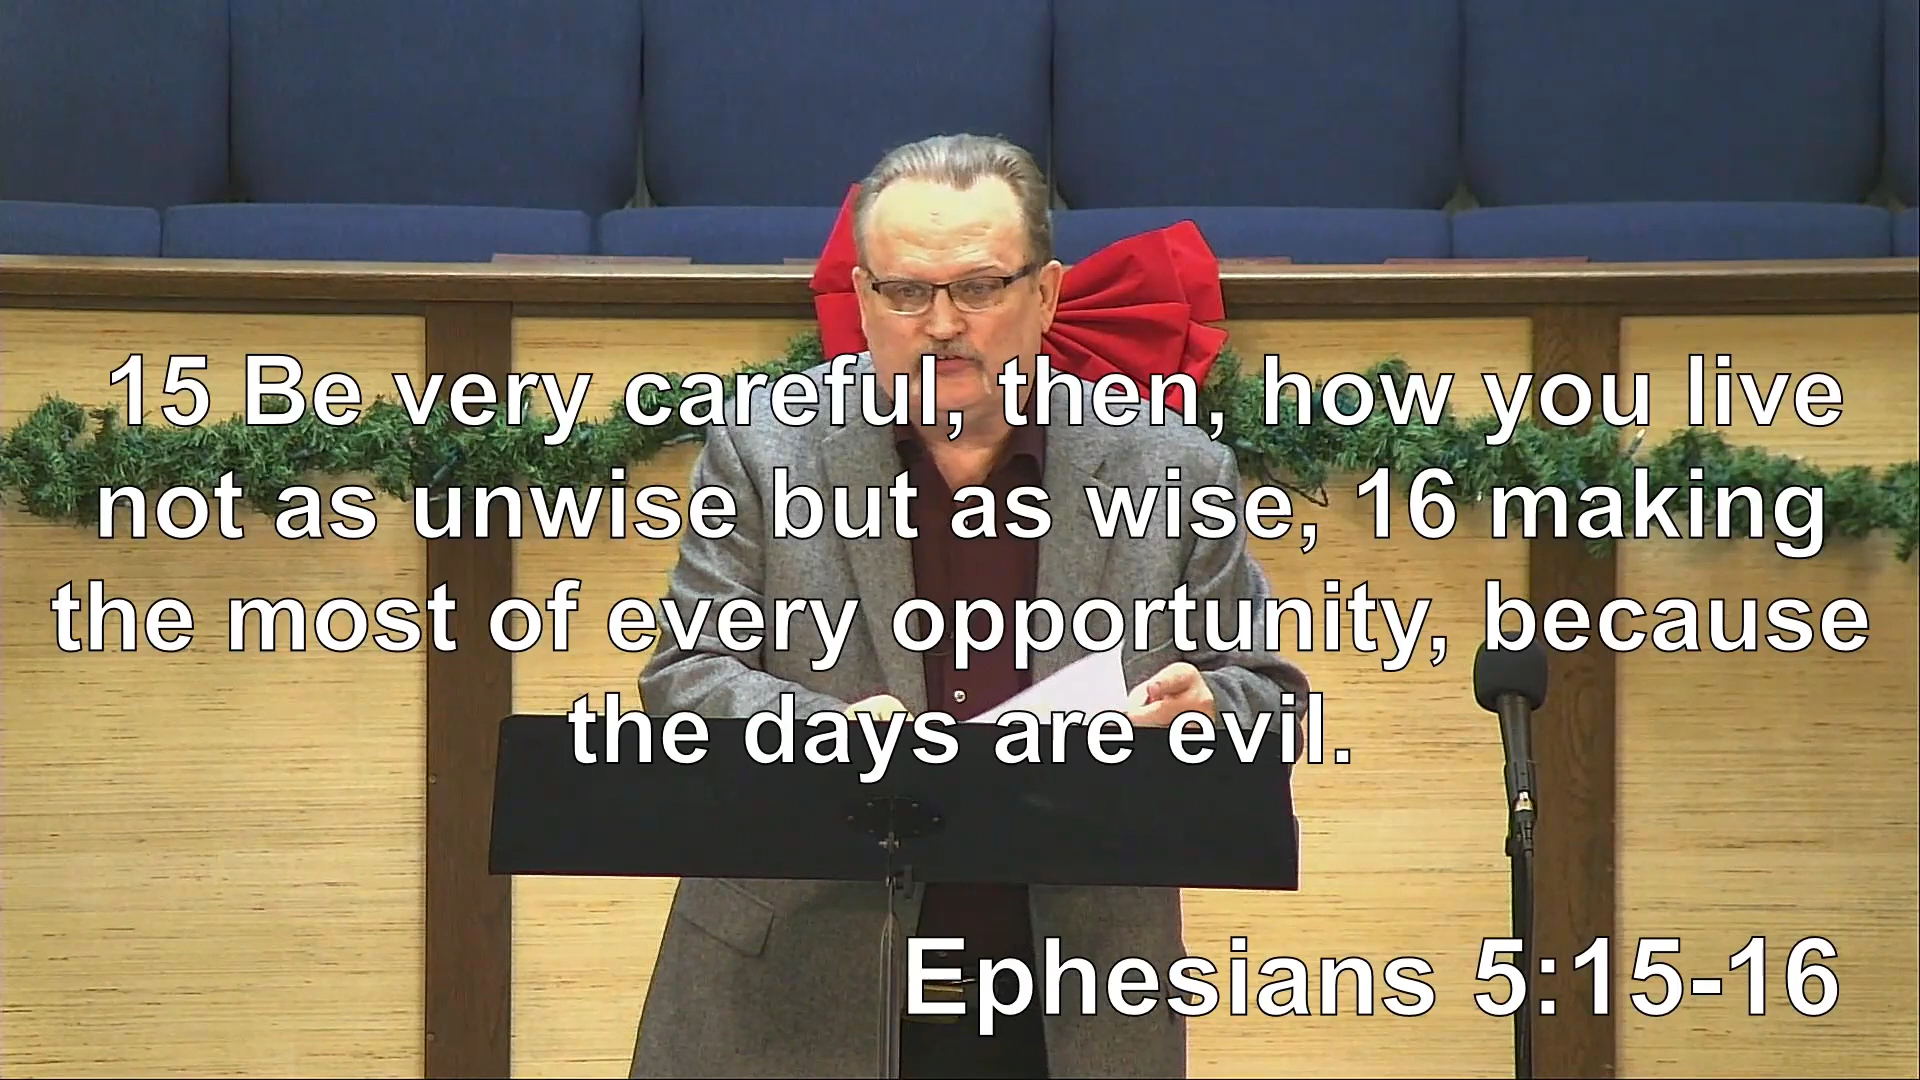 15 Be very careful, then, how you live
not as unwise but as wise, 16 making
the most of every opportunity, because
the days are evil.
Ephesians 5:15-16